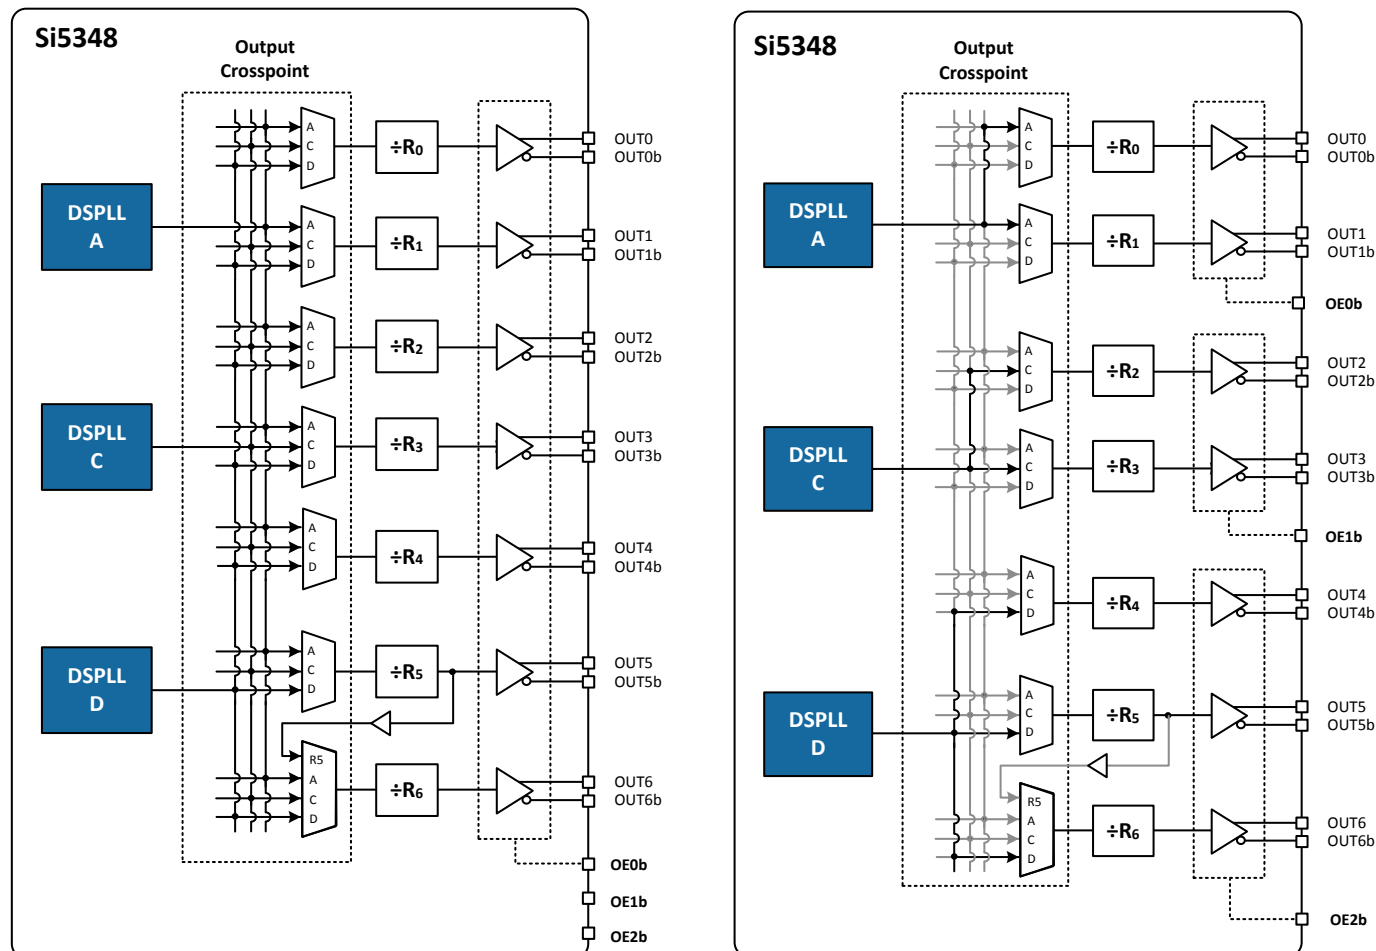 Si5348
Output
Crosspoint
A
C
D
÷R0
OUT0
OUT0b
DSPLL
A
A
C
D
÷R1
OUT1
OUT1b
A
C
D
÷R2
OUT2
OUT2b
DSPLL
C
A
C
D
÷R3
OUT3
OUT3b
A
C
D
÷R4
OUT4
OUT4b
DSPLL
D
A
C
D
÷R5
OUT5
OUT5b
R5
A
C
D
÷R6
OUT6
OUT6b
OE0b
OE1b
OE2b
Si5348
Output
Crosspoint
A
C
D
÷R0
OUT0
OUT0b
DSPLL
A
A
C
D
÷R1
OUT1
OUT1b
OE0b
A
C
D
÷R2
OUT2
OUT2b
DSPLL
C
A
C
D
÷R3
OUT3
OUT3b
OE1b
A
C
D
÷R4
OUT4
OUT4b
DSPLL
D
A
C
D
÷R5
OUT5
OUT5b
R5
A
C
D
÷R6
OUT6
OUT6b
OE2b